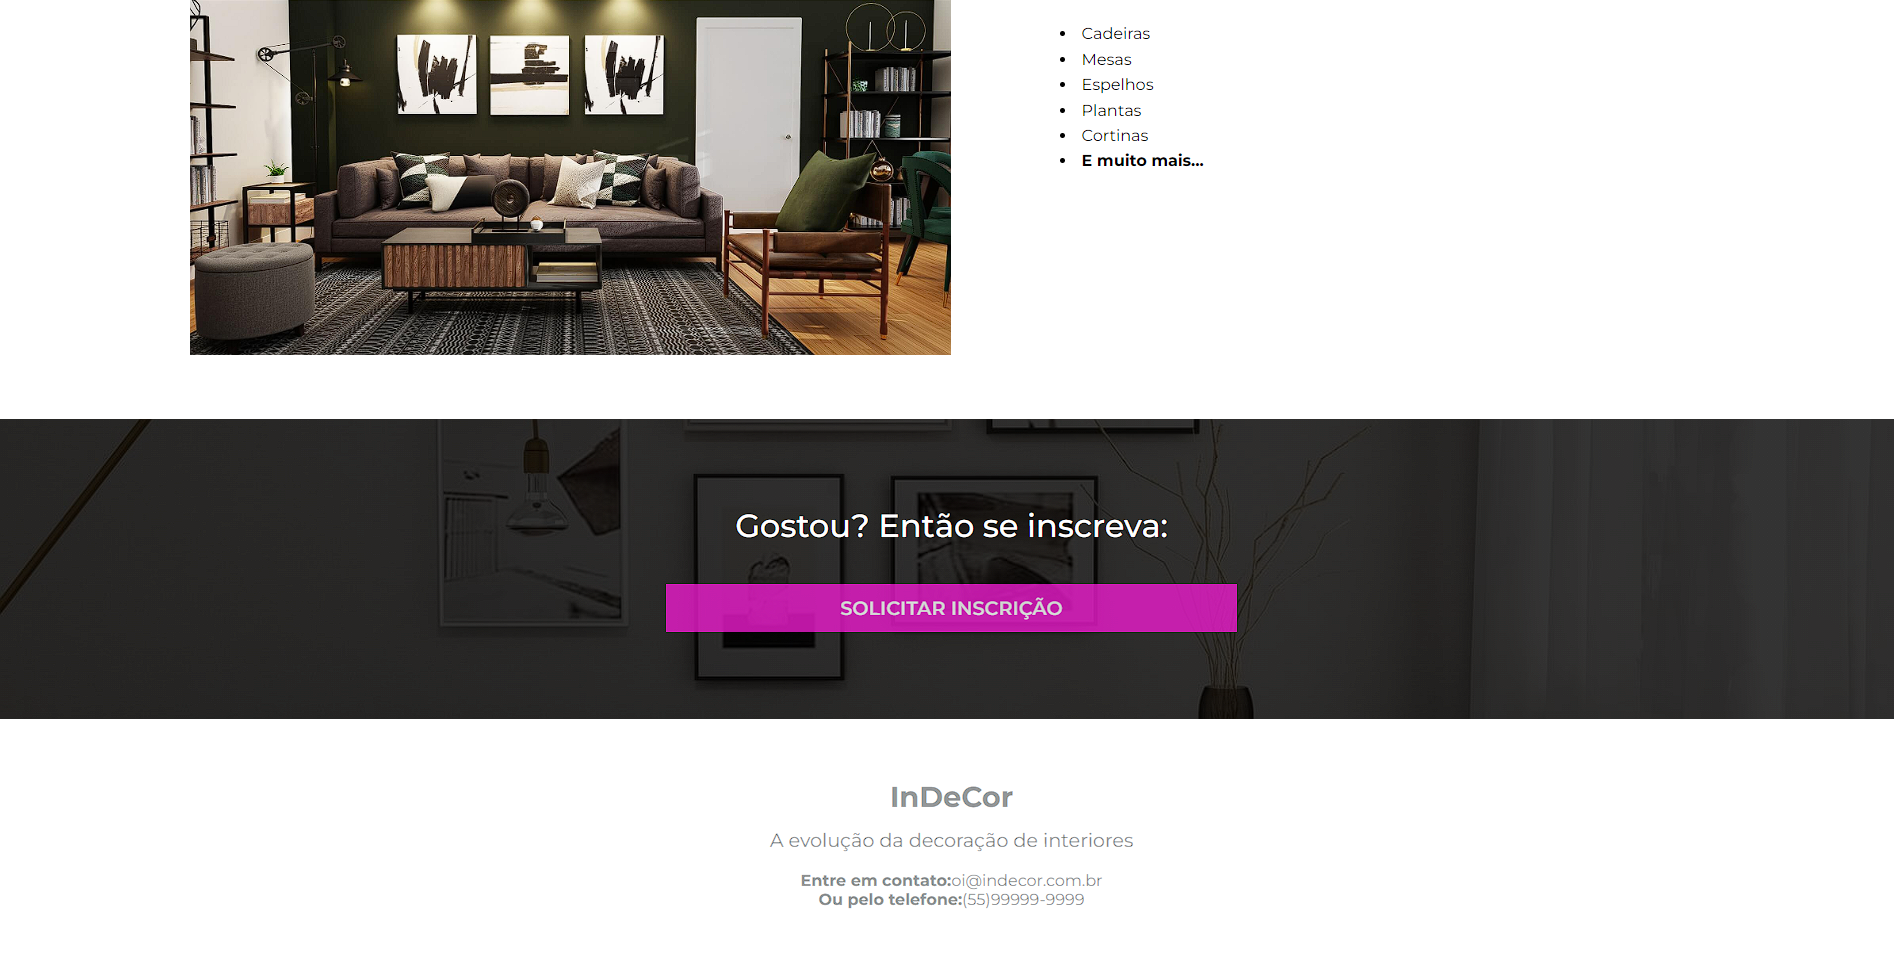 Cadeiras
Mesas
Espelhos
Plantas
Cortinas
E muito mais...
Gostou? Então se inscreva:
SOLICITAR INSCRIÇÃO
InDeCor
A evolução da decoração de interiores
Entre em contato:oi@indecor.com.br
Ou pelo telefone:(55)99999-9999